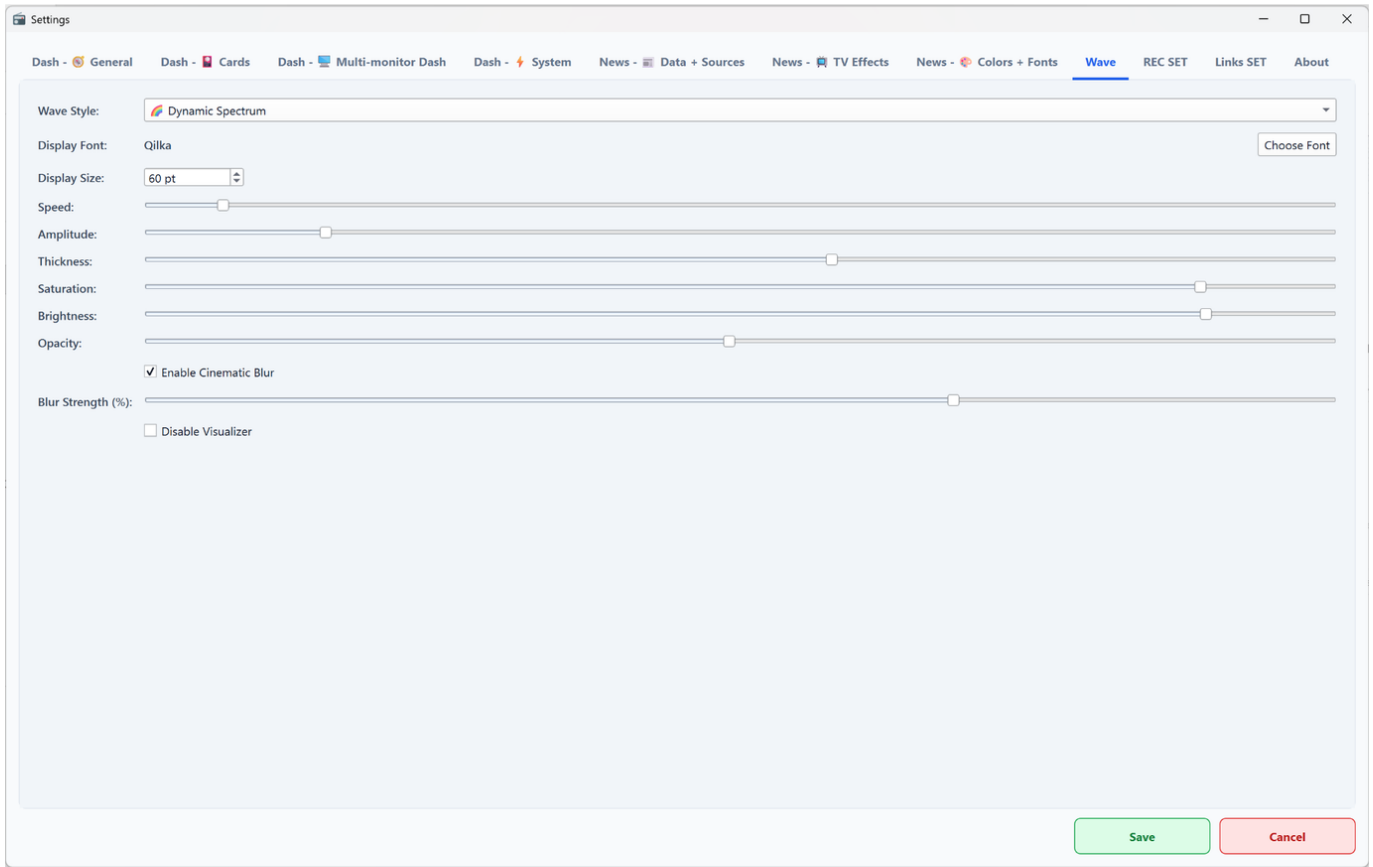 Settings
Dash - General Dash - Cards Dash - Multi-monitor Dash Dash - System News - Data + Sources News - TV Effects News - Colors + Fonts Wave REC SET Links SET About
Wave Style: Dynamic Spectrum
Display Font: Qilka Choose Font
Display Size: 60 pt
Speed:
Amplitude:
Thickness:
Saturation:
Brightness:
Opacity:
Enable Cinematic Blur
Blur Strength (%):
Disable Visualizer
Save Cancel